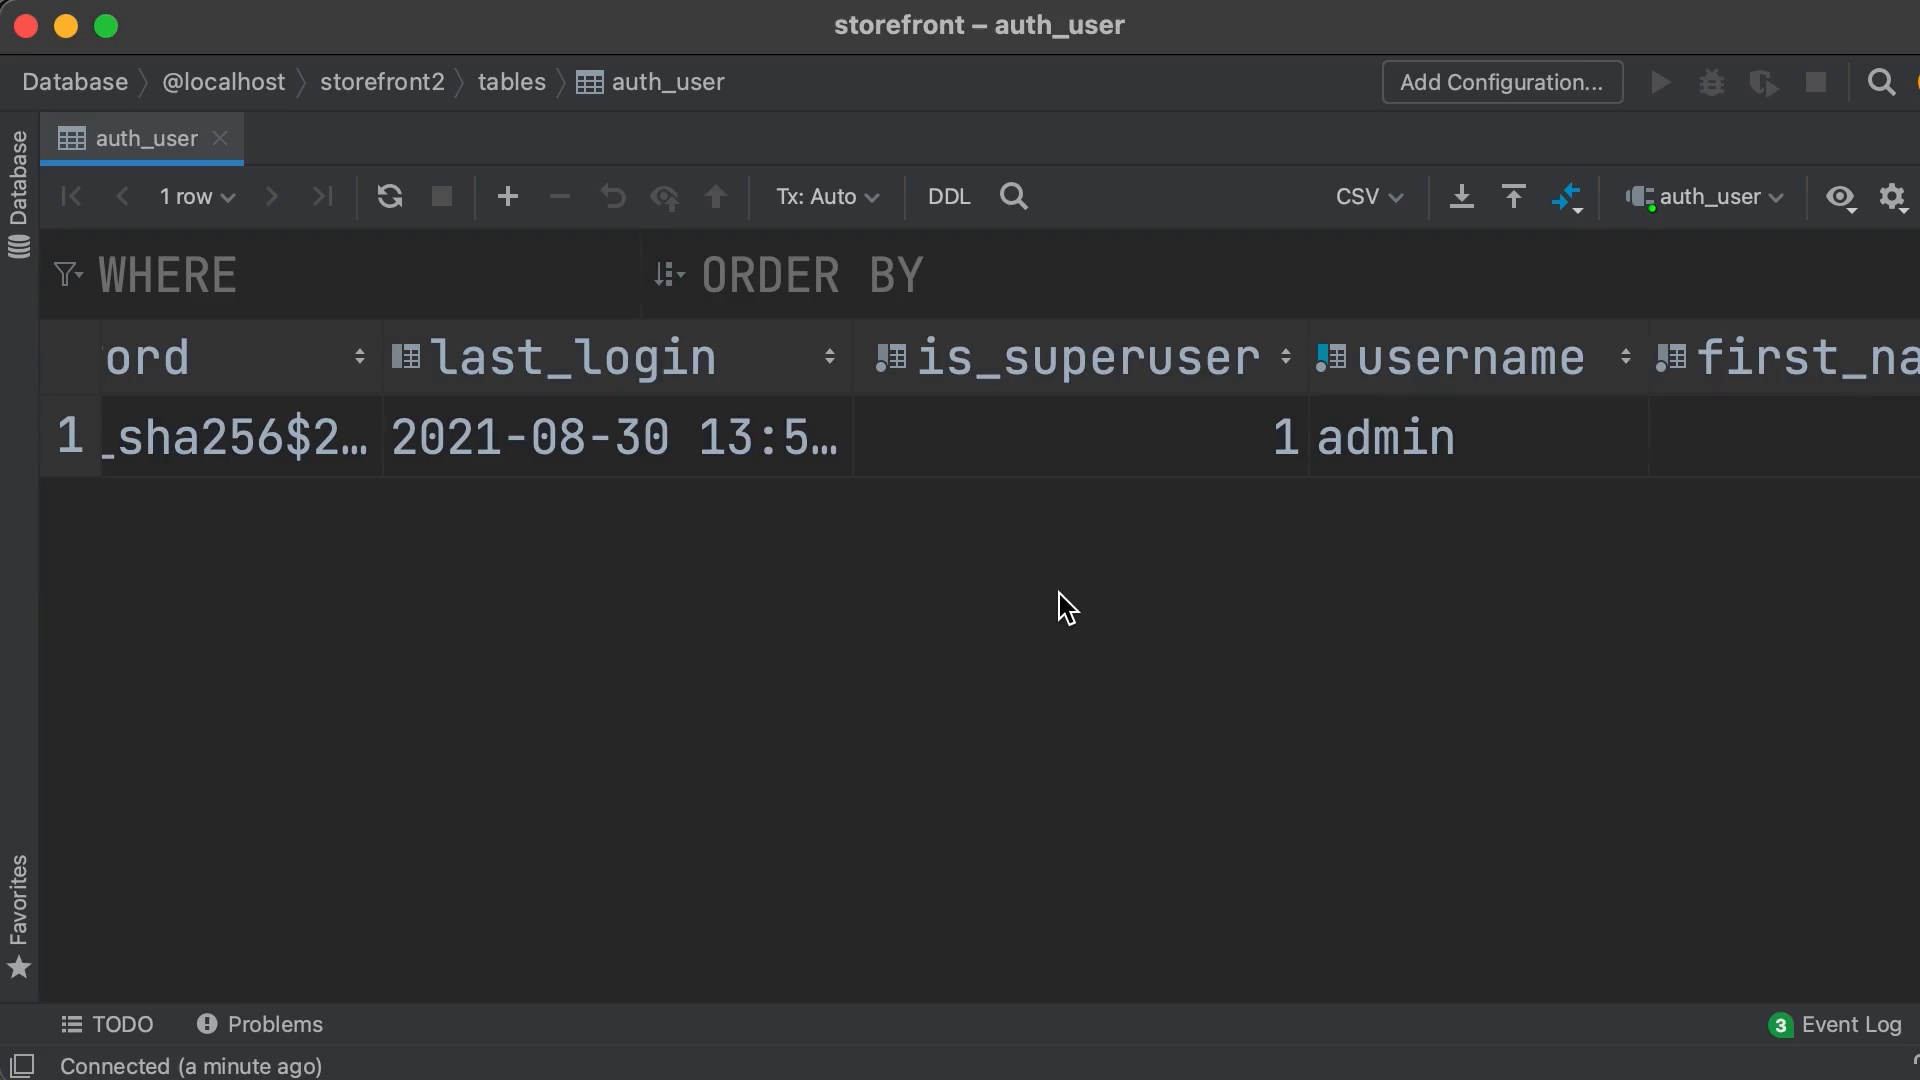 storefront – auth_user
Database
@localhost
storefront2
tables
auth_user
Add Configuration...
Database
auth_user
1 row
Tx: Auto
DDL
CSV
auth_user
WHERE
ORDER BY
ord
last_login
is_superuser
username
first_na
1 _sha256$2… 2021-08-30 13:5… 1 admin
Favorites
TODO
Problems
3 Event Log
Connected (a minute ago)